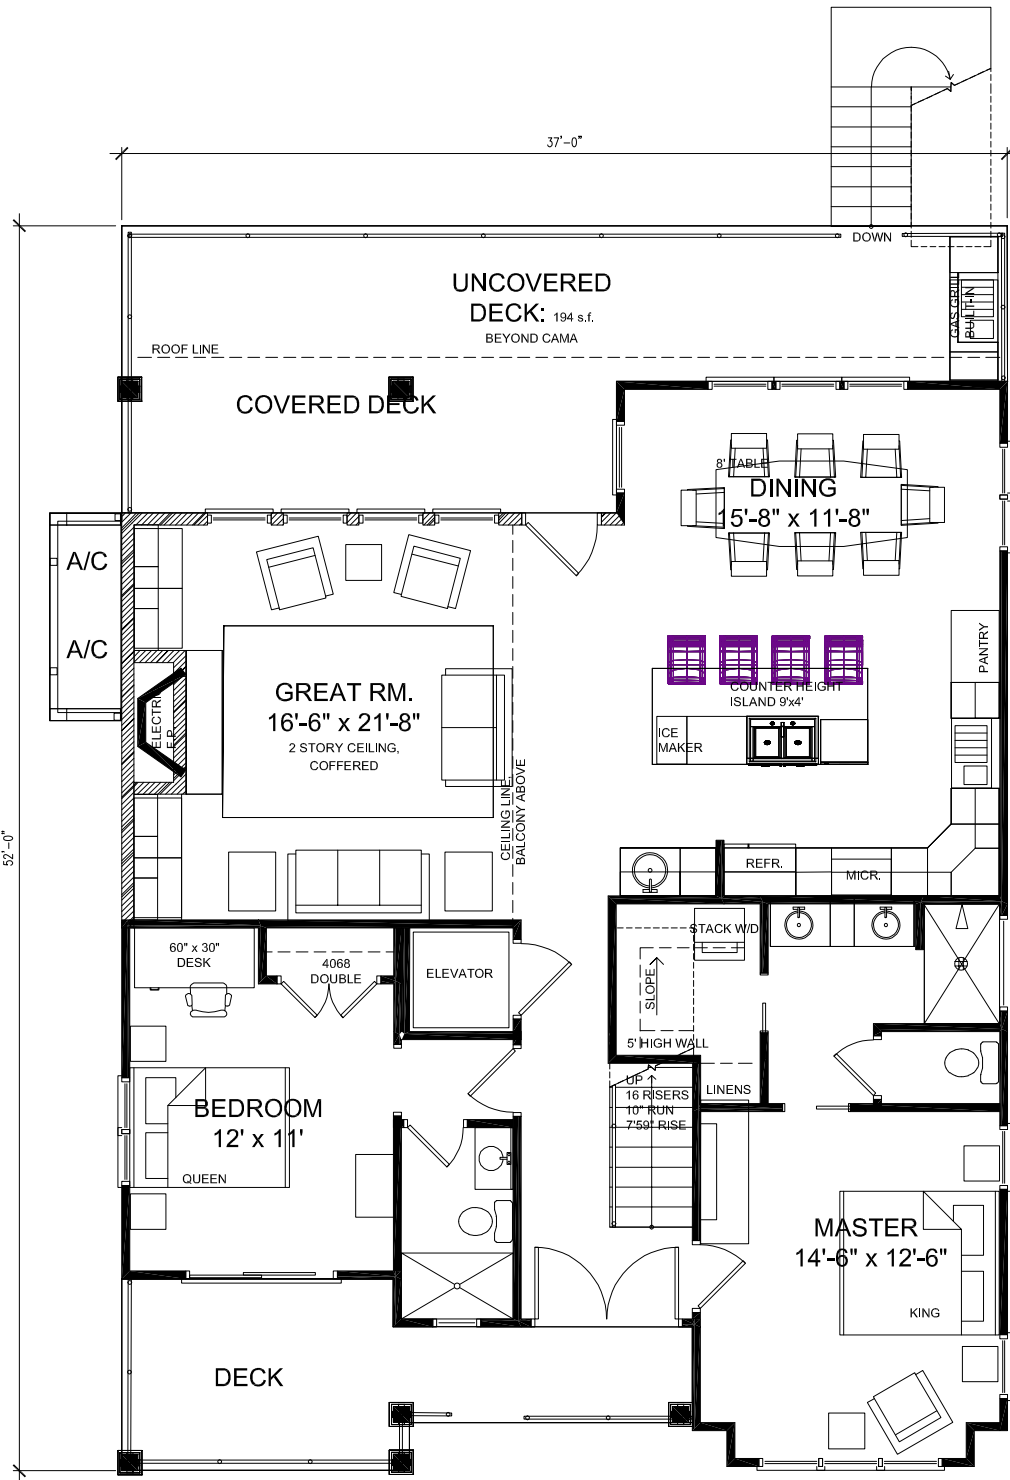 37'-0"
DOWN
UNCOVERED
DECK: 194 s.f.
BEYOND CAMA
GAS GRILL
BUILT-IN
ROOF LINE
COVERED DECK
8' TABLE
DINING
15'-8" x 11'-8"
A/C
A/C
PANTRY
GREAT RM.
16'-6" x 21'-8"
2 STORY CEILING,
COFFERED
ELECTRIC
F.P.
COUNTER HEIGHT
ISLAND 9'x4'
ICE
MAKER
CEILING LINE,
BALCONY ABOVE
52'-0"
REFR.
MICR.
60" x 30"
DESK
4068
DOUBLE
ELEVATOR
STACK W/D
SLOPE
5' HIGH WALL
LINENS
UP
16 RISERS
10" RUN
7'59" RISE
BEDROOM
12' x 11'
QUEEN
MASTER
14'-6" x 12'-6"
KING
DECK